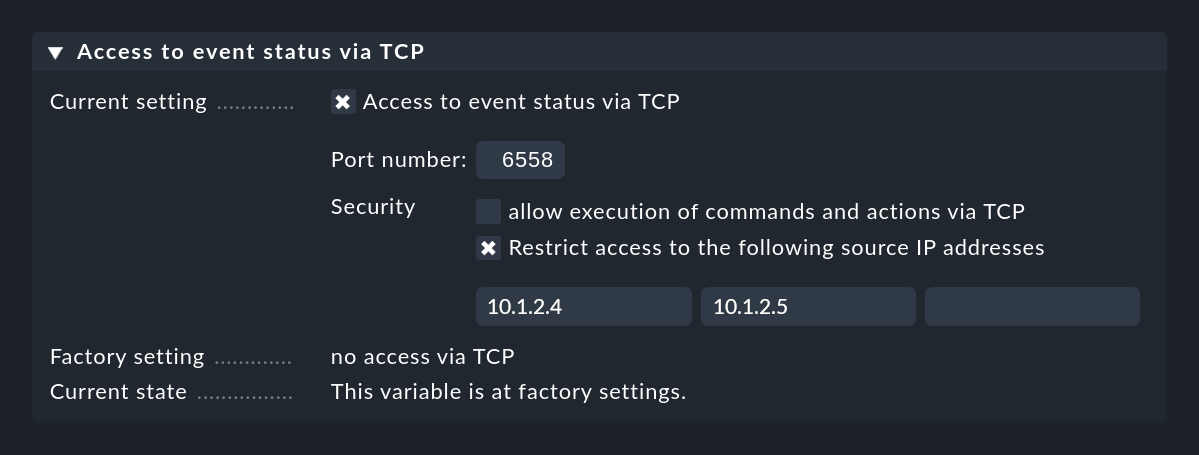 Access to event status via TCP
Current setting ............. Access to event status via TCP
Port number: 6558
Security allow execution of commands and actions via TCP
Restrict access to the following source IP addresses
10.1.2.4 10.1.2.5
Factory setting ............. no access via TCP
Current state ................ This variable is at factory settings.